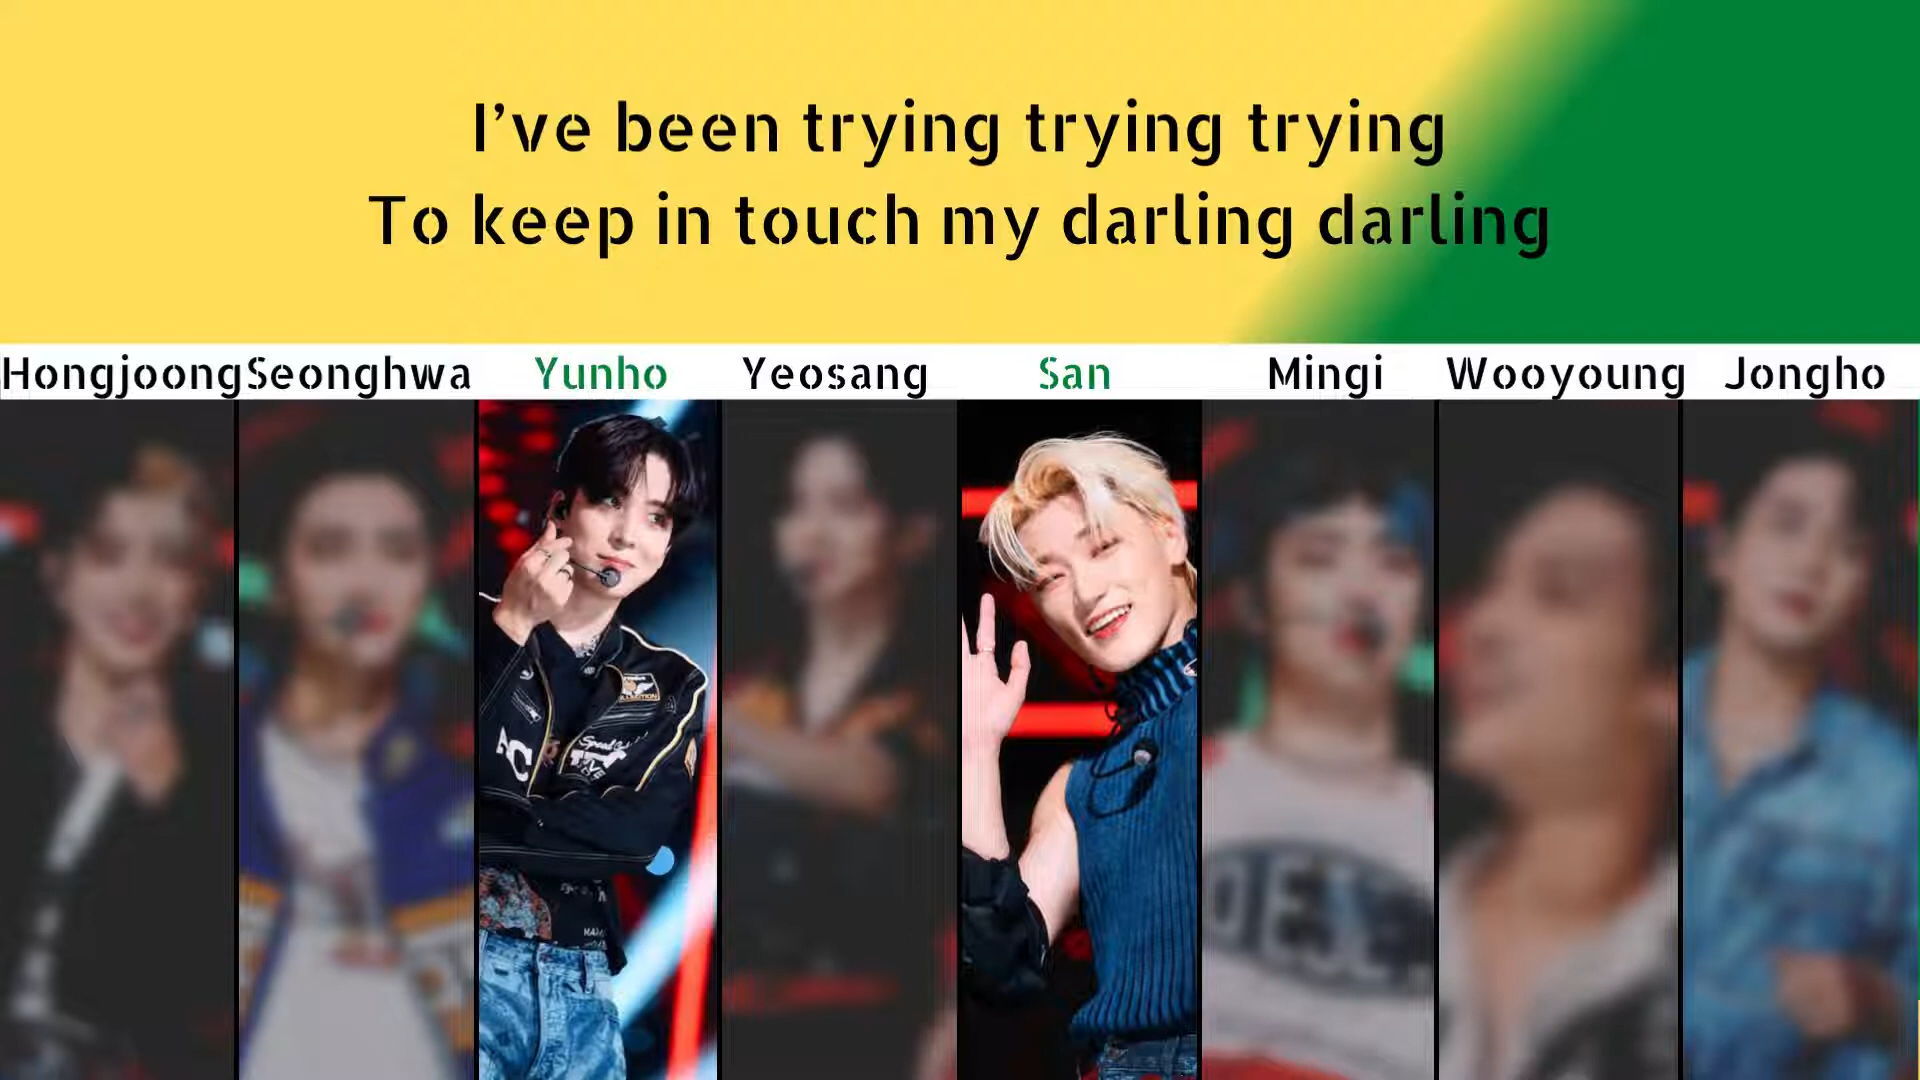 I've been trying trying trying
To keep in touch my darling darling
Hongjoong Seonghwa Yunho Yeosang San Mingi Wooyoung Jongho